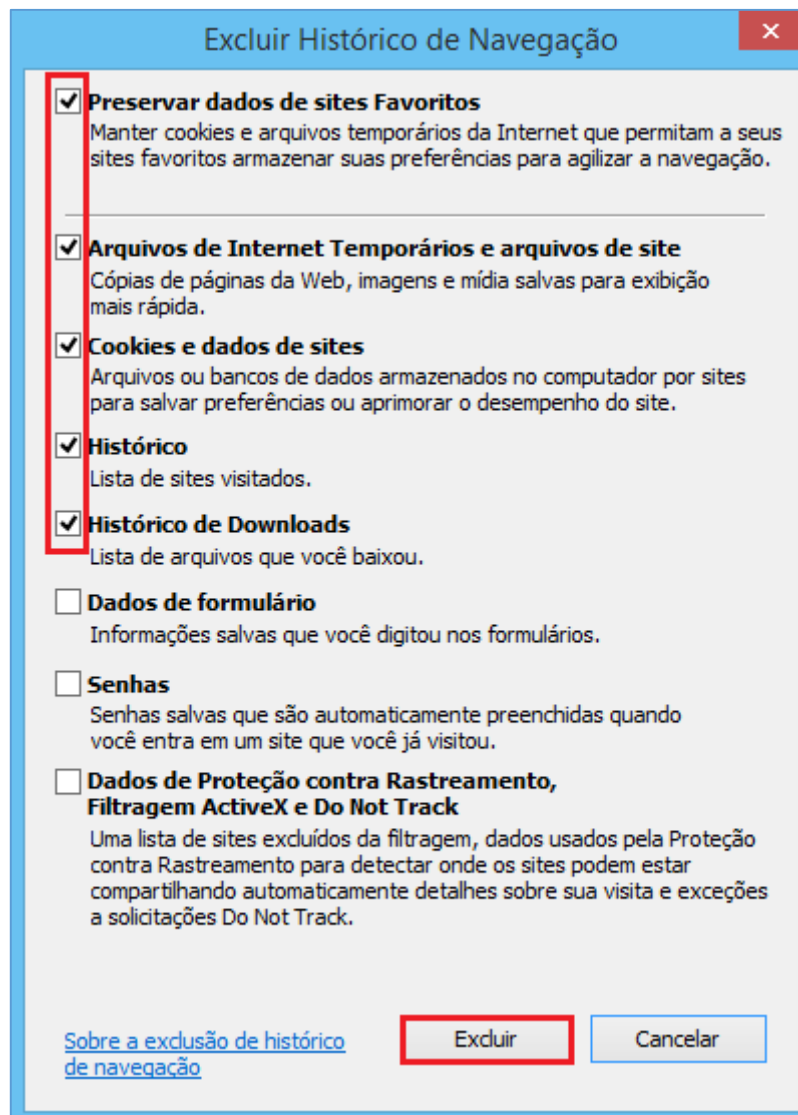 Excluir Histórico de Navegação
Preservar dados de sites Favoritos
Manter cookies e arquivos temporários da Internet que permitam a seus
sites favoritos armazenar suas preferências para agilizar a navegação.
Arquivos de Internet Temporários e arquivos de site
Cópias de páginas da Web, imagens e mídia salvas para exibição
mais rápida.
Cookies e dados de sites
Arquivos ou bancos de dados armazenados no computador por sites
para salvar preferências ou aprimorar o desempenho do site.
Histórico
Lista de sites visitados.
Histórico de Downloads
Lista de arquivos que você baixou.
Dados de formulário
Informações salvas que você digitou nos formulários.
Senhas
Senhas salvas que são automaticamente preenchidas quando
você entra em um site que você já visitou.
Dados de Proteção contra Rastreamento,
Filtragem ActiveX e Do Not Track
Uma lista de sites excluídos da filtragem, dados usados pela Proteção
contra Rastreamento para detectar onde os sites podem estar
compartilhando automaticamente detalhes sobre sua visita e exceções
a solicitações Do Not Track.
Sobre a exclusão de histórico
de navegação
Excluir
Cancelar